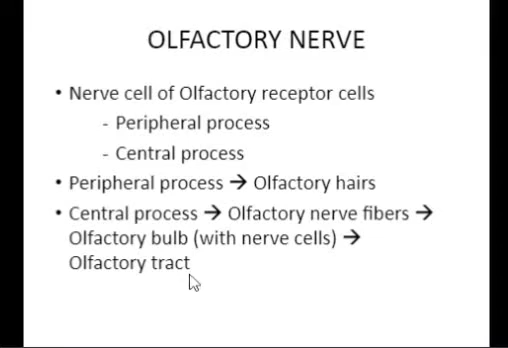 OLFACTORY NERVE
• Nerve cell of Olfactory receptor cells
- Peripheral process
- Central process
• Peripheral process → Olfactory hairs
• Central process → Olfactory nerve fibers →
Olfactory bulb (with nerve cells) →
Olfactory tract